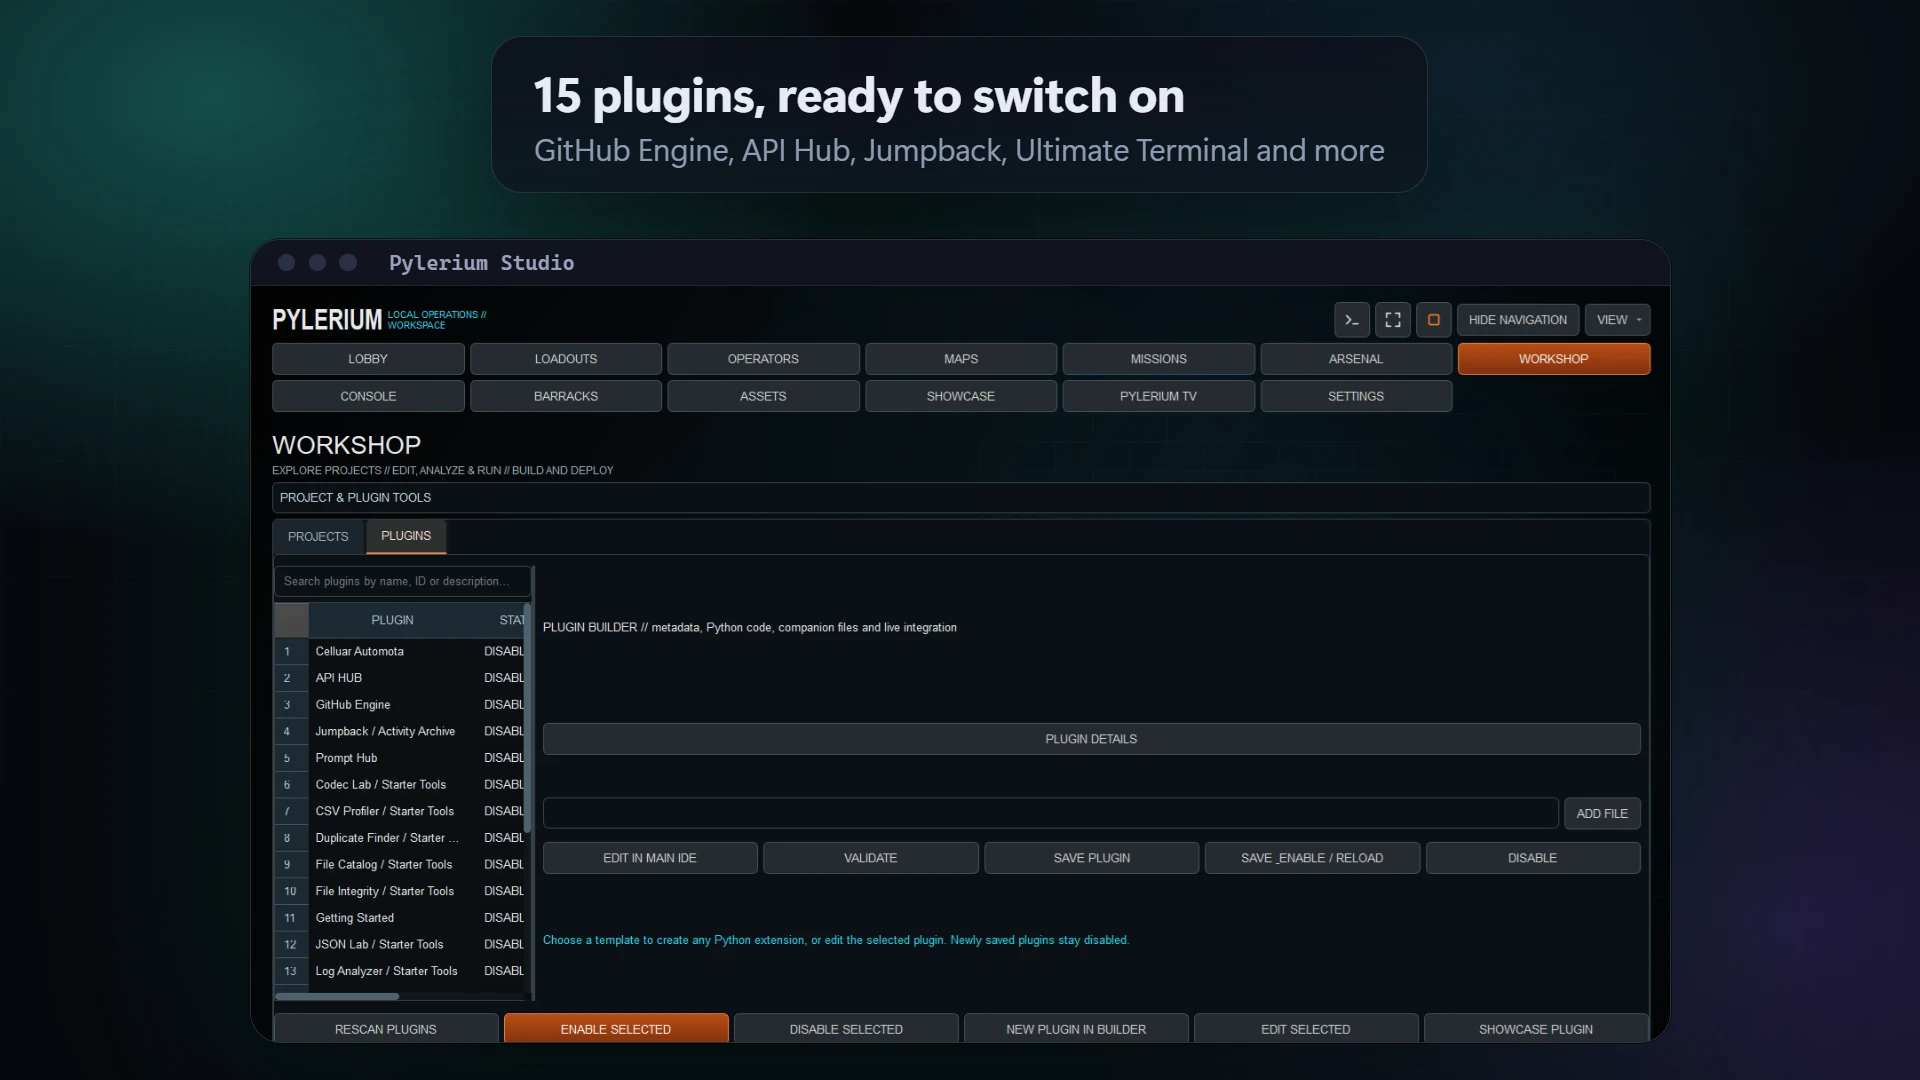 15 plugins, ready to switch on
GitHub Engine, API Hub, Jumpback, Ultimate Terminal and more
Pylerium Studio
PYLERIUM
LOCAL OPERATIONS //
WORKSPACE
HIDE NAVIGATION
VIEW
LOBBY
LOADOUTS
OPERATORS
MAPS
MISSIONS
ARSENAL
WORKSHOP
CONSOLE
BARRACKS
ASSETS
SHOWCASE
PYLERIUM TV
SETTINGS
WORKSHOP
EXPLORE PROJECTS // EDIT, ANALYZE & RUN // BUILD AND DEPLOY
PROJECT & PLUGIN TOOLS
PROJECTS
PLUGINS
Search plugins by name, ID or description...
PLUGIN STAT
1 Celluar Automota DISABL
2 API HUB DISABL
3 GitHub Engine DISABL
4 Jumpback / Activity Archive DISABL
5 Prompt Hub DISABL
6 Codec Lab / Starter Tools DISABL
7 CSV Profiler / Starter Tools DISABL
8 Duplicate Finder / Starter ... DISABL
9 File Catalog / Starter Tools DISABL
10 File Integrity / Starter Tools DISABL
11 Getting Started DISABL
12 JSON Lab / Starter Tools DISABL
13 Log Analyzer / Starter Tools DISABL
PLUGIN BUILDER // metadata, Python code, companion files and live integration
PLUGIN DETAILS
ADD FILE
EDIT IN MAIN IDE
VALIDATE
SAVE PLUGIN
SAVE _ENABLE / RELOAD
DISABLE
Choose a template to create any Python extension, or edit the selected plugin. Newly saved plugins stay disabled.
RESCAN PLUGINS
ENABLE SELECTED
DISABLE SELECTED
NEW PLUGIN IN BUILDER
EDIT SELECTED
SHOWCASE PLUGIN